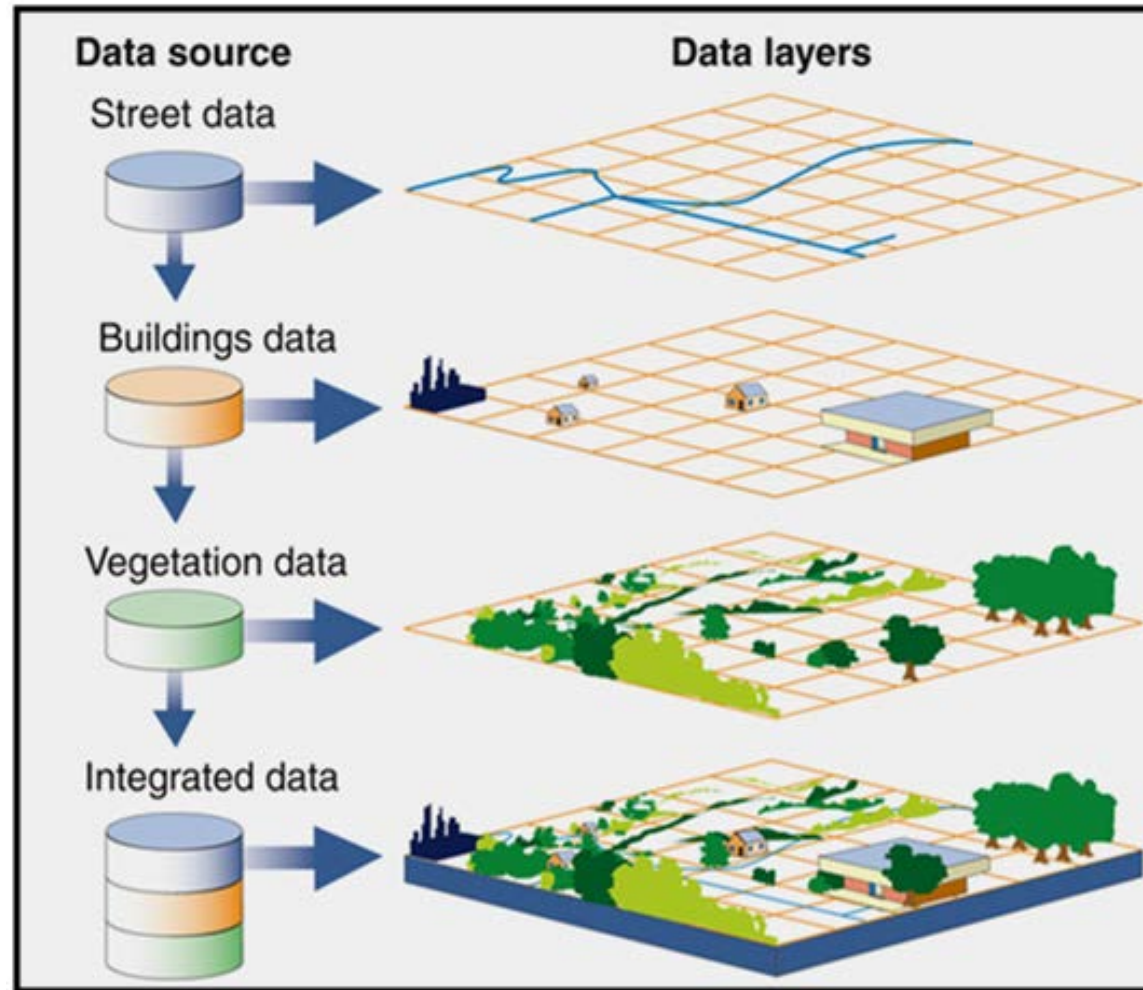 Data source
Data layers
Street data
Buildings data
Vegetation data
Integrated data